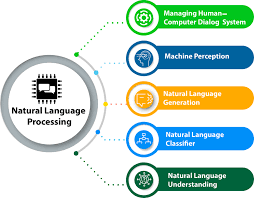 Natural Language
Processing
Managing Human—
Computer Dialog System
Machine Perception
Natural Language
Generation
Natural Language
Classifier
Natural Language
Understanding